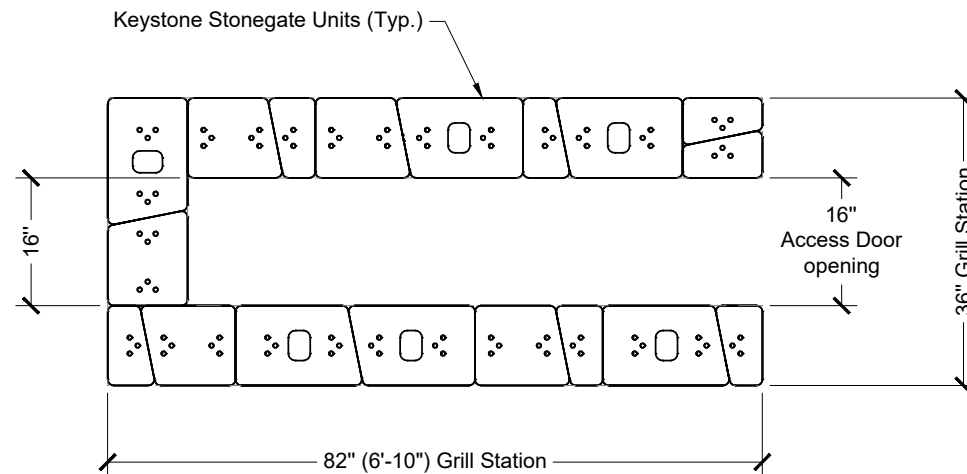 Keystone Stonegate Units (Typ.)
16"
16"
Access Door
opening
36" Grill Station
82" (6'-10") Grill Station